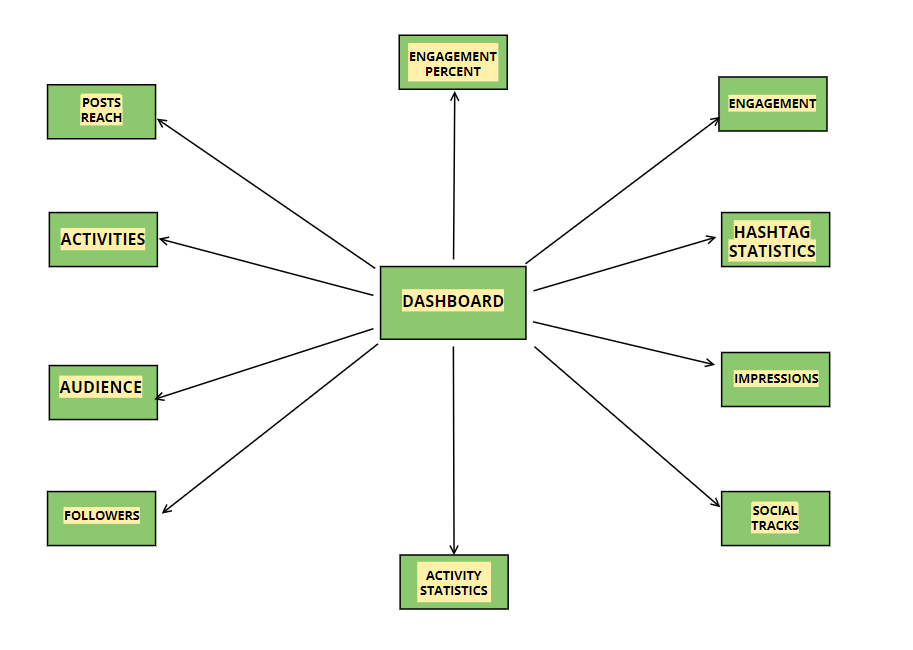 ENGAGEMENT
PERCENT
POSTS
REACH
ENGAGEMENT
ACTIVITIES
HASHTAG
STATISTICS
DASHBOARD
AUDIENCE
IMPRESSIONS
FOLLOWERS
SOCIAL
TRACKS
ACTIVITY
STATISTICS